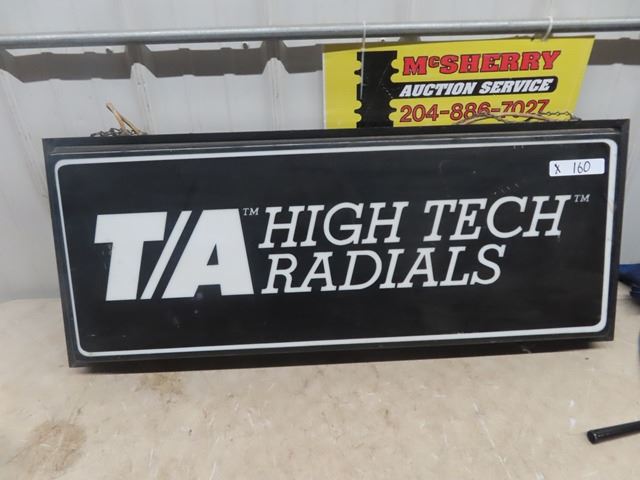 McSHERRY
AUCTION SERVICE
204-886-7027
X 160
T/A™ HIGH TECH™
RADIALS